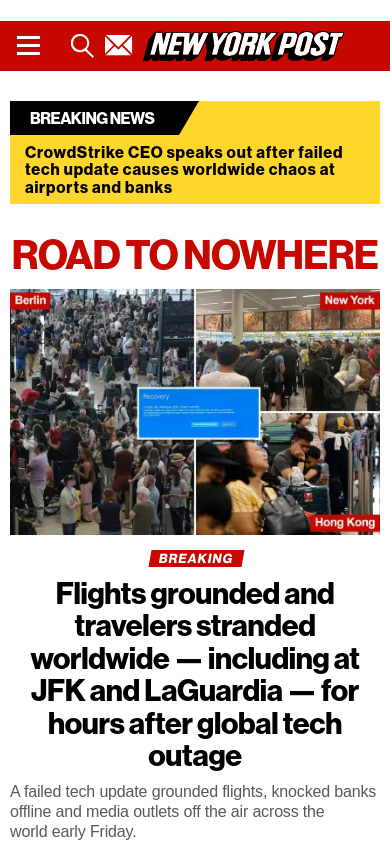 NEW YORK POST
BREAKING NEWS
CrowdStrike CEO speaks out after failed
tech update causes worldwide chaos at
airports and banks
ROAD TO NOWHERE
Berlin
New York
Recovery
Hong Kong
BREAKING
Flights grounded and
travelers stranded
worldwide — including at
JFK and LaGuardia — for
hours after global tech
outage
A failed tech update grounded flights, knocked banks
offline and media outlets off the air across the
world early Friday.